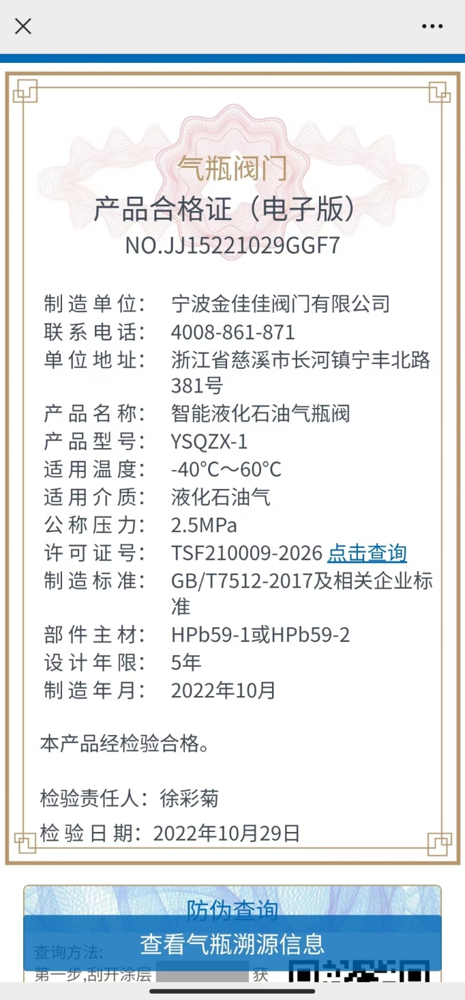 气瓶阀门
产品合格证（电子版）
NO.JJ15221029GGF7
制造单位： 宁波金佳佳阀门有限公司
联系电话： 4008-861-871
单位地址： 浙江省慈溪市长河镇宁丰北路
381号
产品名称： 智能液化石油气瓶阀
产品型号： YSQZX-1
适用温度： -40℃～60℃
适用介质： 液化石油气
公称压力： 2.5MPa
许可证号： TSF210009-2026 点击查询
制造标准： GB/T7512-2017及相关企业标
准
部件主材： HPb59-1或HPb59-2
设计年限： 5年
制造年月： 2022年10月
本产品经检验合格。
检验责任人：徐彩菊
检验日期：2022年10月29日
防伪查询
查看气瓶溯源信息
查询方法:
第一步,刮开涂层 获